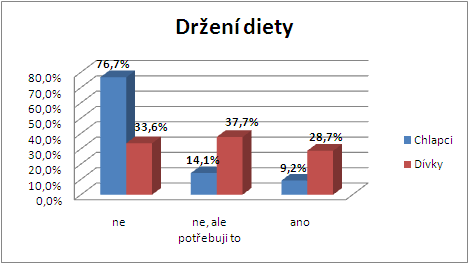 Držení diety
80,0%
70,0%
60,0%
50,0%
40,0%
30,0%
20,0%
10,0%
0,0%
76,7%
33,6%
14,1%
37,7%
9,2%
28,7%
ne
ne, ale
potřebuji to
ano
Chlapci
Dívky